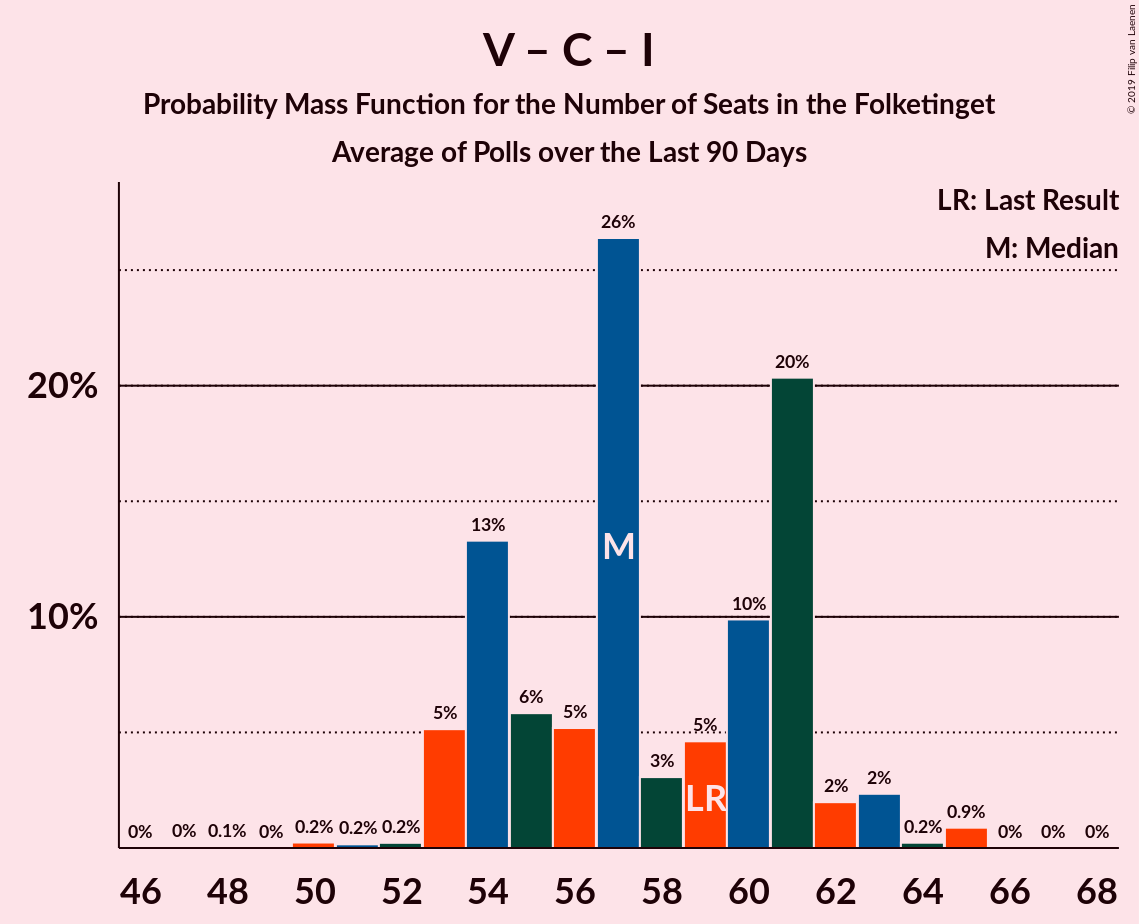 V – C – I
Probability Mass Function for the Number of Seats in the Folketinget
Average of Polls over the Last 90 Days
© 2019 Filip van Laenen
LR: Last Result
M: Median
20%
10%
0%
0%
0.1%
0%
0.2%
0.2%
0.2%
5%
13%
6%
5%
26%
3%
5%
10%
20%
2%
2%
0.2%
0.9%
0%
0%
0%
M
LR
46 48 50 52 54 56 58 60 62 64 66 68